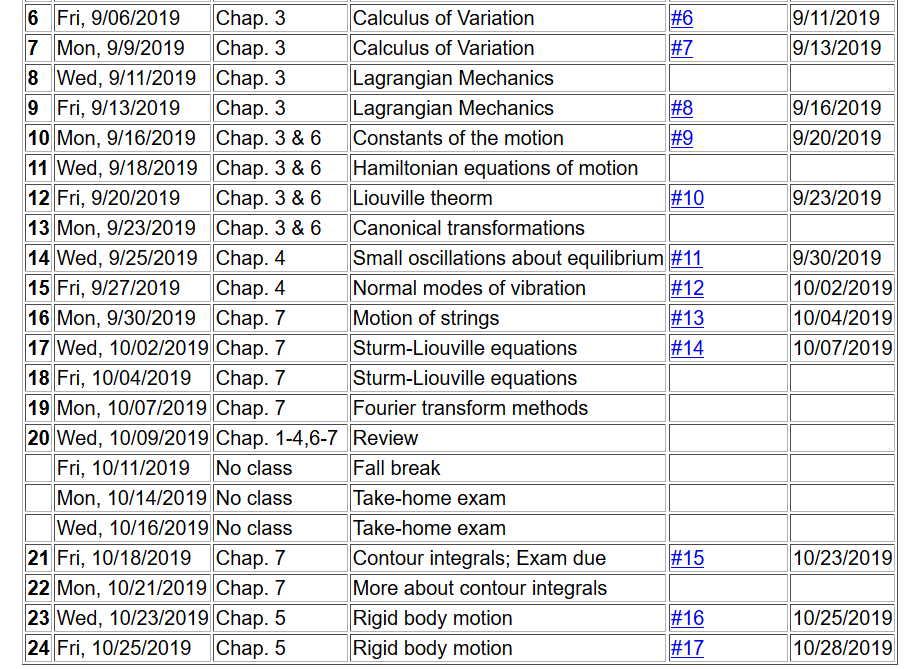 6 Fri, 9/06/2019 Chap. 3 Calculus of Variation #6 9/11/2019
7 Mon, 9/9/2019 Chap. 3 Calculus of Variation #7 9/13/2019
8 Wed, 9/11/2019 Chap. 3 Lagrangian Mechanics
9 Fri, 9/13/2019 Chap. 3 Lagrangian Mechanics #8 9/16/2019
10 Mon, 9/16/2019 Chap. 3 & 6 Constants of the motion #9 9/20/2019
11 Wed, 9/18/2019 Chap. 3 & 6 Hamiltonian equations of motion
12 Fri, 9/20/2019 Chap. 3 & 6 Liouville theorm #10 9/23/2019
13 Mon, 9/23/2019 Chap. 3 & 6 Canonical transformations
14 Wed, 9/25/2019 Chap. 4 Small oscillations about equilibrium #11 9/30/2019
15 Fri, 9/27/2019 Chap. 4 Normal modes of vibration #12 10/02/2019
16 Mon, 9/30/2019 Chap. 7 Motion of strings #13 10/04/2019
17 Wed, 10/02/2019 Chap. 7 Sturm-Liouville equations #14 10/07/2019
18 Fri, 10/04/2019 Chap. 7 Sturm-Liouville equations
19 Mon, 10/07/2019 Chap. 7 Fourier transform methods
20 Wed, 10/09/2019 Chap. 1-4,6-7 Review
Fri, 10/11/2019 No class Fall break
Mon, 10/14/2019 No class Take-home exam
Wed, 10/16/2019 No class Take-home exam
21 Fri, 10/18/2019 Chap. 7 Contour integrals; Exam due #15 10/23/2019
22 Mon, 10/21/2019 Chap. 7 More about contour integrals
23 Wed, 10/23/2019 Chap. 5 Rigid body motion #16 10/25/2019
24 Fri, 10/25/2019 Chap. 5 Rigid body motion #17 10/28/2019